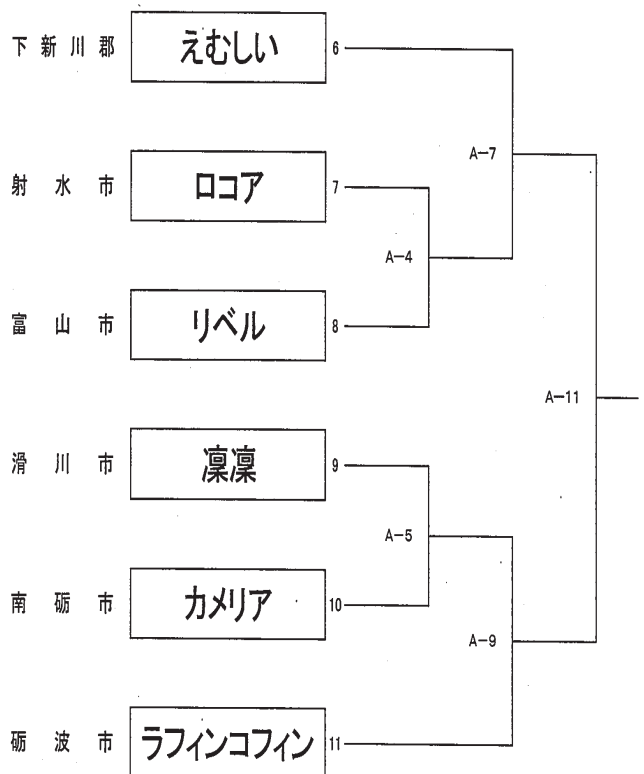 下新川郡 えむしい 6
A-7
射水市 ロコア 7
A-4
富山市 リベル 8
A-11
滑川市 凜凜 9
A-5
南砺市 カメリア 10
A-9
砺波市 ラフィンコフィン 11